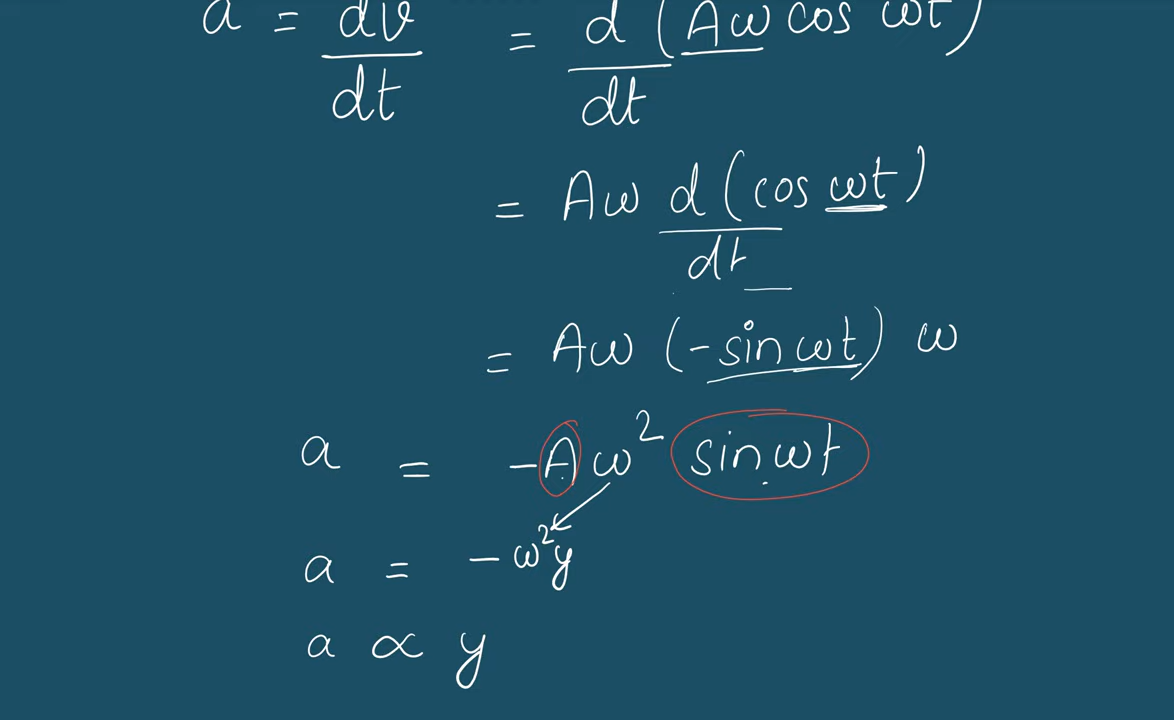 a = dv/dt = d/dt (Aω cos ωt)
= Aω d/dt (cos ωt)
= Aω (-sin ωt) ω
a = -Aω² sin ωt
a = -ω²y
a ∝ y